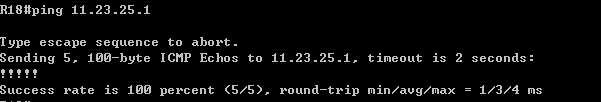 R18#ping 11.23.25.1
Type escape sequence to abort.
Sending 5, 100-byte ICMP Echos to 11.23.25.1, timeout is 2 seconds:
!!!!!
Success rate is 100 percent (5/5), round-trip min/avg/max = 1/3/4 ms